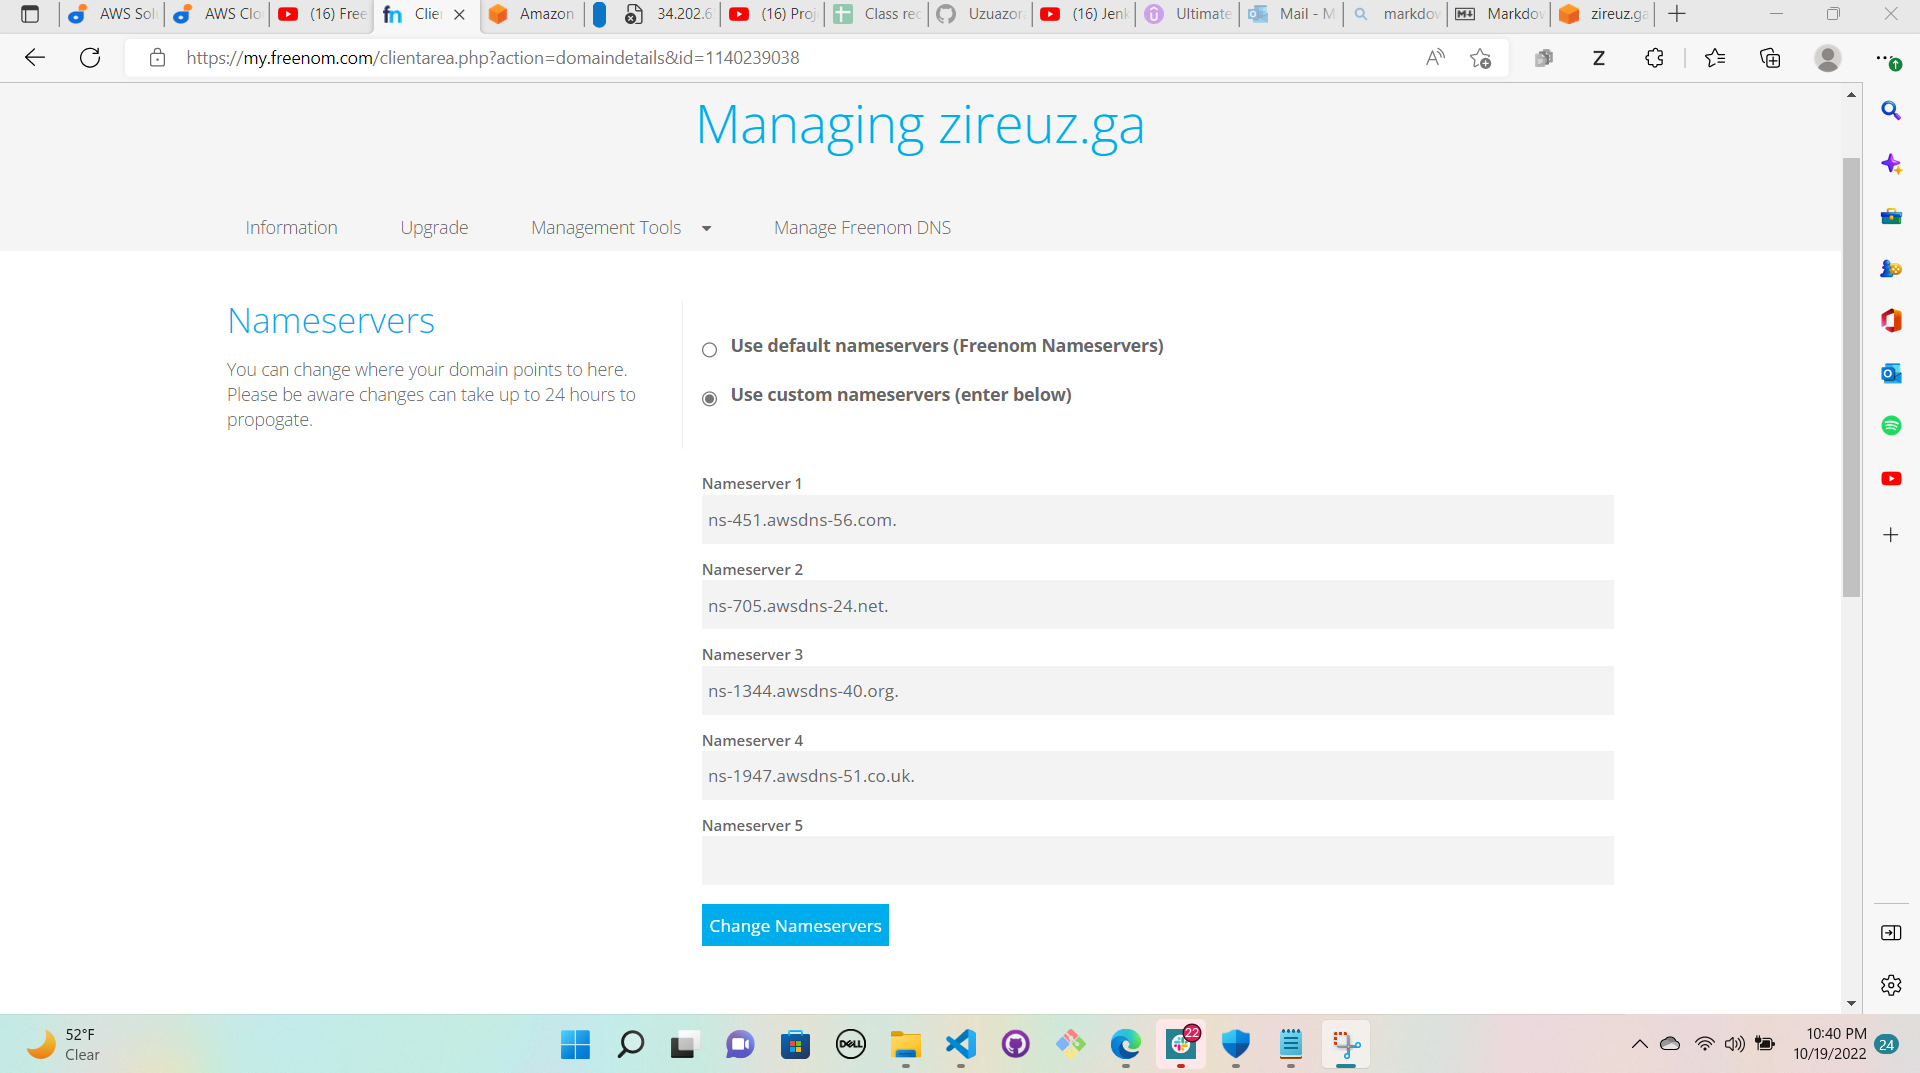 AWS Sol
AWS Clo
(16) Free
Clier
Amazon
34.202.6
(16) Proj
Class rec
Uzuazor
(16) Jenk
Ultimate
Mail - M
markdow
Markdow
zireuz.ga
https://my.freenom.com/clientarea.php?action=domaindetails&id=1140239038
Managing zireuz.ga
Information
Upgrade
Management Tools
Manage Freenom DNS
Nameservers
You can change where your domain points to here.
Please be aware changes can take up to 24 hours to
propogate.
Use default nameservers (Freenom Nameservers)
Use custom nameservers (enter below)
Nameserver 1
ns-451.awsdns-56.com.
Nameserver 2
ns-705.awsdns-24.net.
Nameserver 3
ns-1344.awsdns-40.org.
Nameserver 4
ns-1947.awsdns-51.co.uk.
Nameserver 5
Change Nameservers
52°F
Clear
DELL
22
10:40 PM
10/19/2022
24